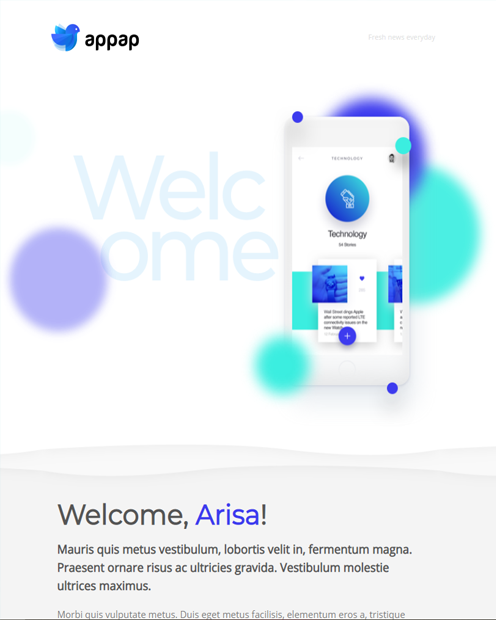 appap
Fresh news everyday
Welc
ome
TECHNOLOGY
Technology
54 Stories
Wall Street dings Apple
after some reported LTE
connectivity issues on the
new Watch
Welcome, Arisa!
Mauris quis metus vestibulum, lobortis velit in, fermentum magna.
Praesent ornare risus ac ultricies gravida. Vestibulum molestie
ultrices maximus.
Morbi quis vulputate metus. Duis eget metus facilisis, elementum eros a, tristique